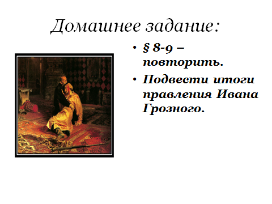 Домашнее задание:
• § 8-9 –
повторить.
• Подвести итоги
правления Ивана
Грозного.